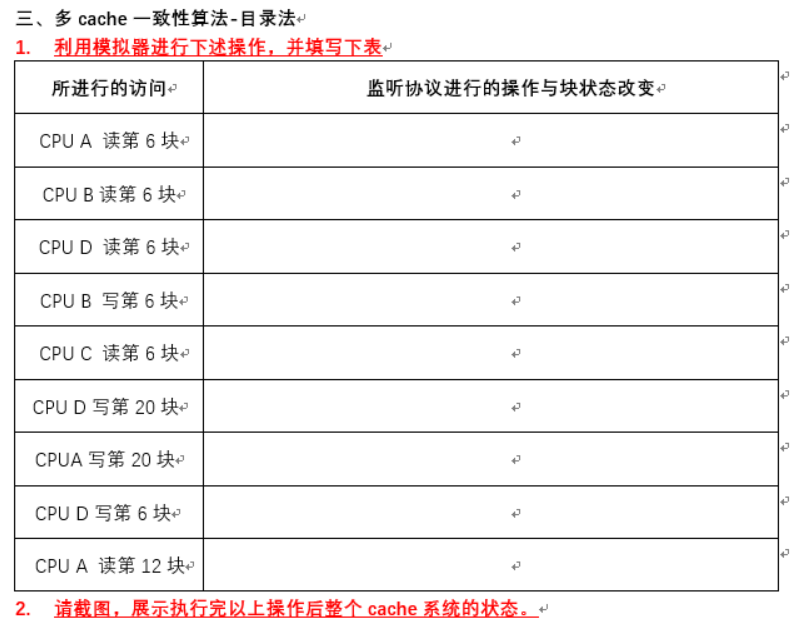 三、多 cache 一致性算法-目录法
1. 利用模拟器进行下述操作，并填写下表
所进行的访问 监听协议进行的操作与块状态改变
CPU A 读第 6 块
CPU B 读第 6 块
CPU D 读第 6 块
CPU B 写第 6 块
CPU C 读第 6 块
CPU D 写第 20 块
CPUA 写第 20 块
CPU D 写第 6 块
CPU A 读第 12 块
2. 请截图，展示执行完以上操作后整个 cache 系统的状态。